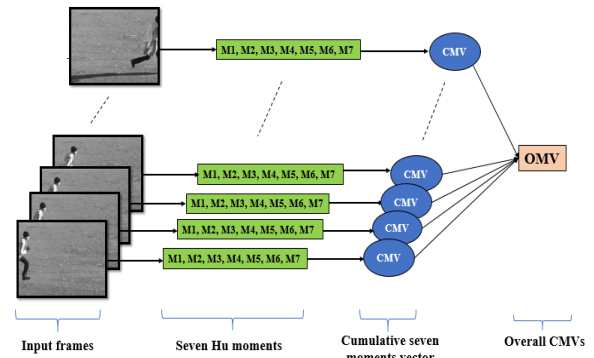 M1, M2, M3, M4, M5, M6, M7
CMV
OMV
M1, M2, M3, M4, M5, M6, M7
CMV
M1, M2, M3, M4, M5, M6, M7
CMV
M1, M2, M3, M4, M5, M6, M7
CMV
M1, M2, M3, M4, M5, M6, M7
CMV
Input frames
Seven Hu moments
Cumulative seven
moments vector
Overall CMVs